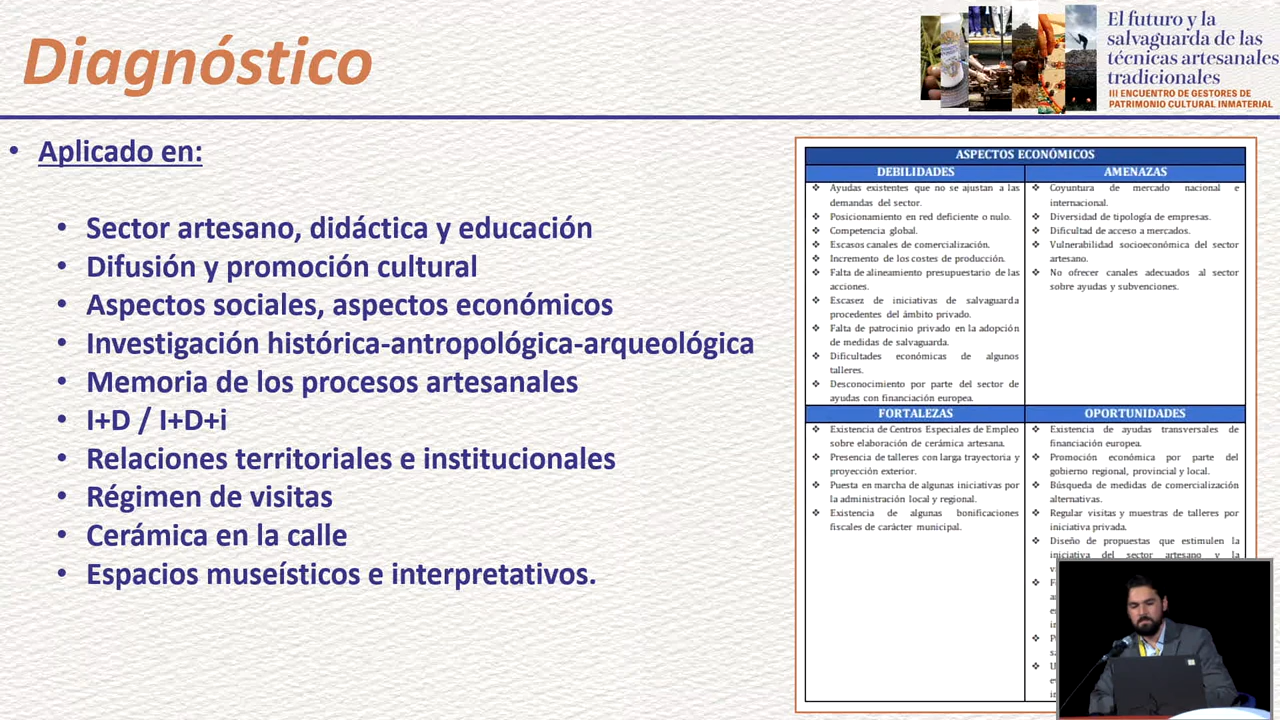 Diagnóstico
El futuro y la
salvaguarda de las
técnicas artesanales
tradicionales
III ENCUENTRO DE GESTORES DE
PATRIMONIO CULTURAL INMATERIAL
• Aplicado en:
• Sector artesano, didáctica y educación
• Difusión y promoción cultural
• Aspectos sociales, aspectos económicos
• Investigación histórica-antropológica-arqueológica
• Memoria de los procesos artesanales
• I+D / I+D+i
• Relaciones territoriales e institucionales
• Régimen de visitas
• Cerámica en la calle
• Espacios museísticos e interpretativos.
ASPECTOS ECONÓMICOS
DEBILIDADES
❖ Ayudas existentes que no se ajustan a las
demandas del sector.
❖ Posicionamiento en red deficiente o nulo.
❖ Competencia global.
❖ Escasos canales de comercialización.
❖ Incremento de los costes de producción.
❖ Falta de alineamiento presupuestario de las
acciones.
❖ Escasez de iniciativas de salvaguarda
procedentes del ámbito privado.
❖ Falta de patrocinio privado en la adopción
de medidas de salvaguarda.
❖ Dificultades económicas de algunos
talleres.
❖ Desconocimiento por parte del sector de
ayudas con financiación europea.
AMENAZAS
❖ Coyuntura de mercado nacional e
internacional.
❖ Diversidad de tipología de empresas.
❖ Dificultad de acceso a mercados.
❖ Vulnerabilidad socioeconómica del sector
artesano.
❖ No ofrecer canales adecuados al sector
sobre ayudas y subvenciones.
FORTALEZAS
❖ Existencia de Centros Especiales de Empleo
sobre elaboración de cerámica artesana.
❖ Presencia de talleres con larga trayectoria y
proyección exterior.
❖ Puesta en marcha de algunas iniciativas por
la administración local y regional.
❖ Existencia de algunas bonificaciones
fiscales de carácter municipal.
OPORTUNIDADES
❖ Existencia de ayudas transversales de
financiación europea.
❖ Promoción económica por parte del
gobierno regional, provincial y local.
❖ Búsqueda de medidas de comercialización
alternativas.
❖ Regular visitas y muestras de talleres por
iniciativa privada.
❖ Diseño de propuestas que estimulen la
iniciativa del sector artesano y la